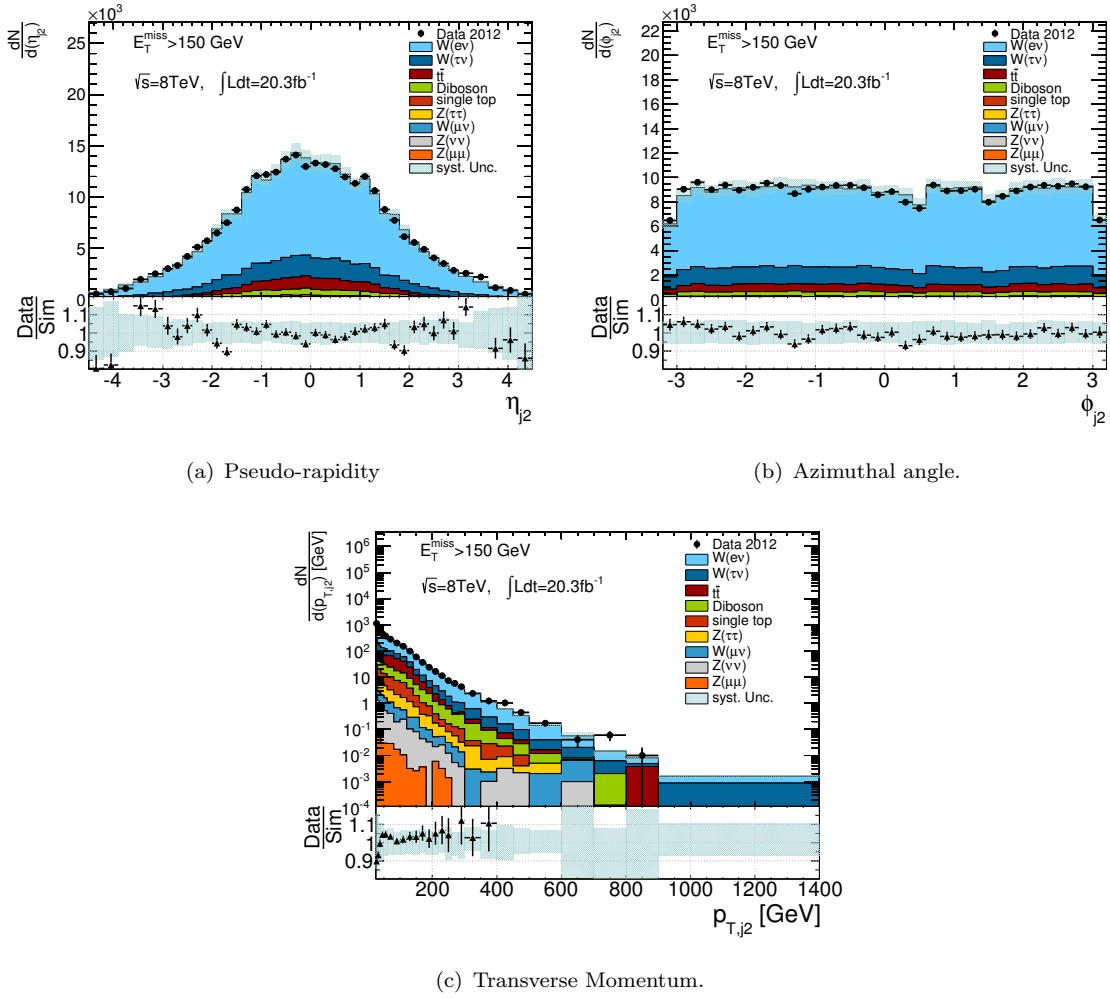 ×10³
dN
d(η_j2)
25
20
15
10
5
0
E_T^miss>150 GeV
√s=8TeV, ∫Ldt=20.3fb⁻¹
Data 2012
W(eν)
W(τν)
tt̄
Diboson
single top
Z(ττ)
W(μν)
Z(νν)
Z(μμ)
syst. Unc.
Data
Sim
1.1
1
0.9
−4 −3 −2 −1 0 1 2 3 4
η_j2
(a) Pseudo-rapidity
×10³
dN
d(φ_j2)
22
20
18
16
14
12
10
8
6
4
2
0
E_T^miss>150 GeV
√s=8TeV, ∫Ldt=20.3fb⁻¹
Data 2012
W(eν)
W(τν)
tt̄
Diboson
single top
Z(ττ)
W(μν)
Z(νν)
Z(μμ)
syst. Unc.
Data
Sim
1.1
1
0.9
-3 -2 -1 0 1 2 3
φ_j2
(b) Azimuthal angle.
dN
d(p_T,j2) [GeV]
10⁶
10⁵
10⁴
10³
10²
10
1
10⁻¹
10⁻²
10⁻³
10⁻⁴
E_T^miss>150 GeV
√s=8TeV, ∫Ldt=20.3fb⁻¹
Data 2012
W(eν)
W(τν)
tt̄
Diboson
single top
Z(ττ)
W(μν)
Z(νν)
Z(μμ)
syst. Unc.
Data
Sim
1.1
1
0.9
200 400 600 800 1000 1200 1400
p_T,j2 [GeV]
(c) Transverse Momentum.